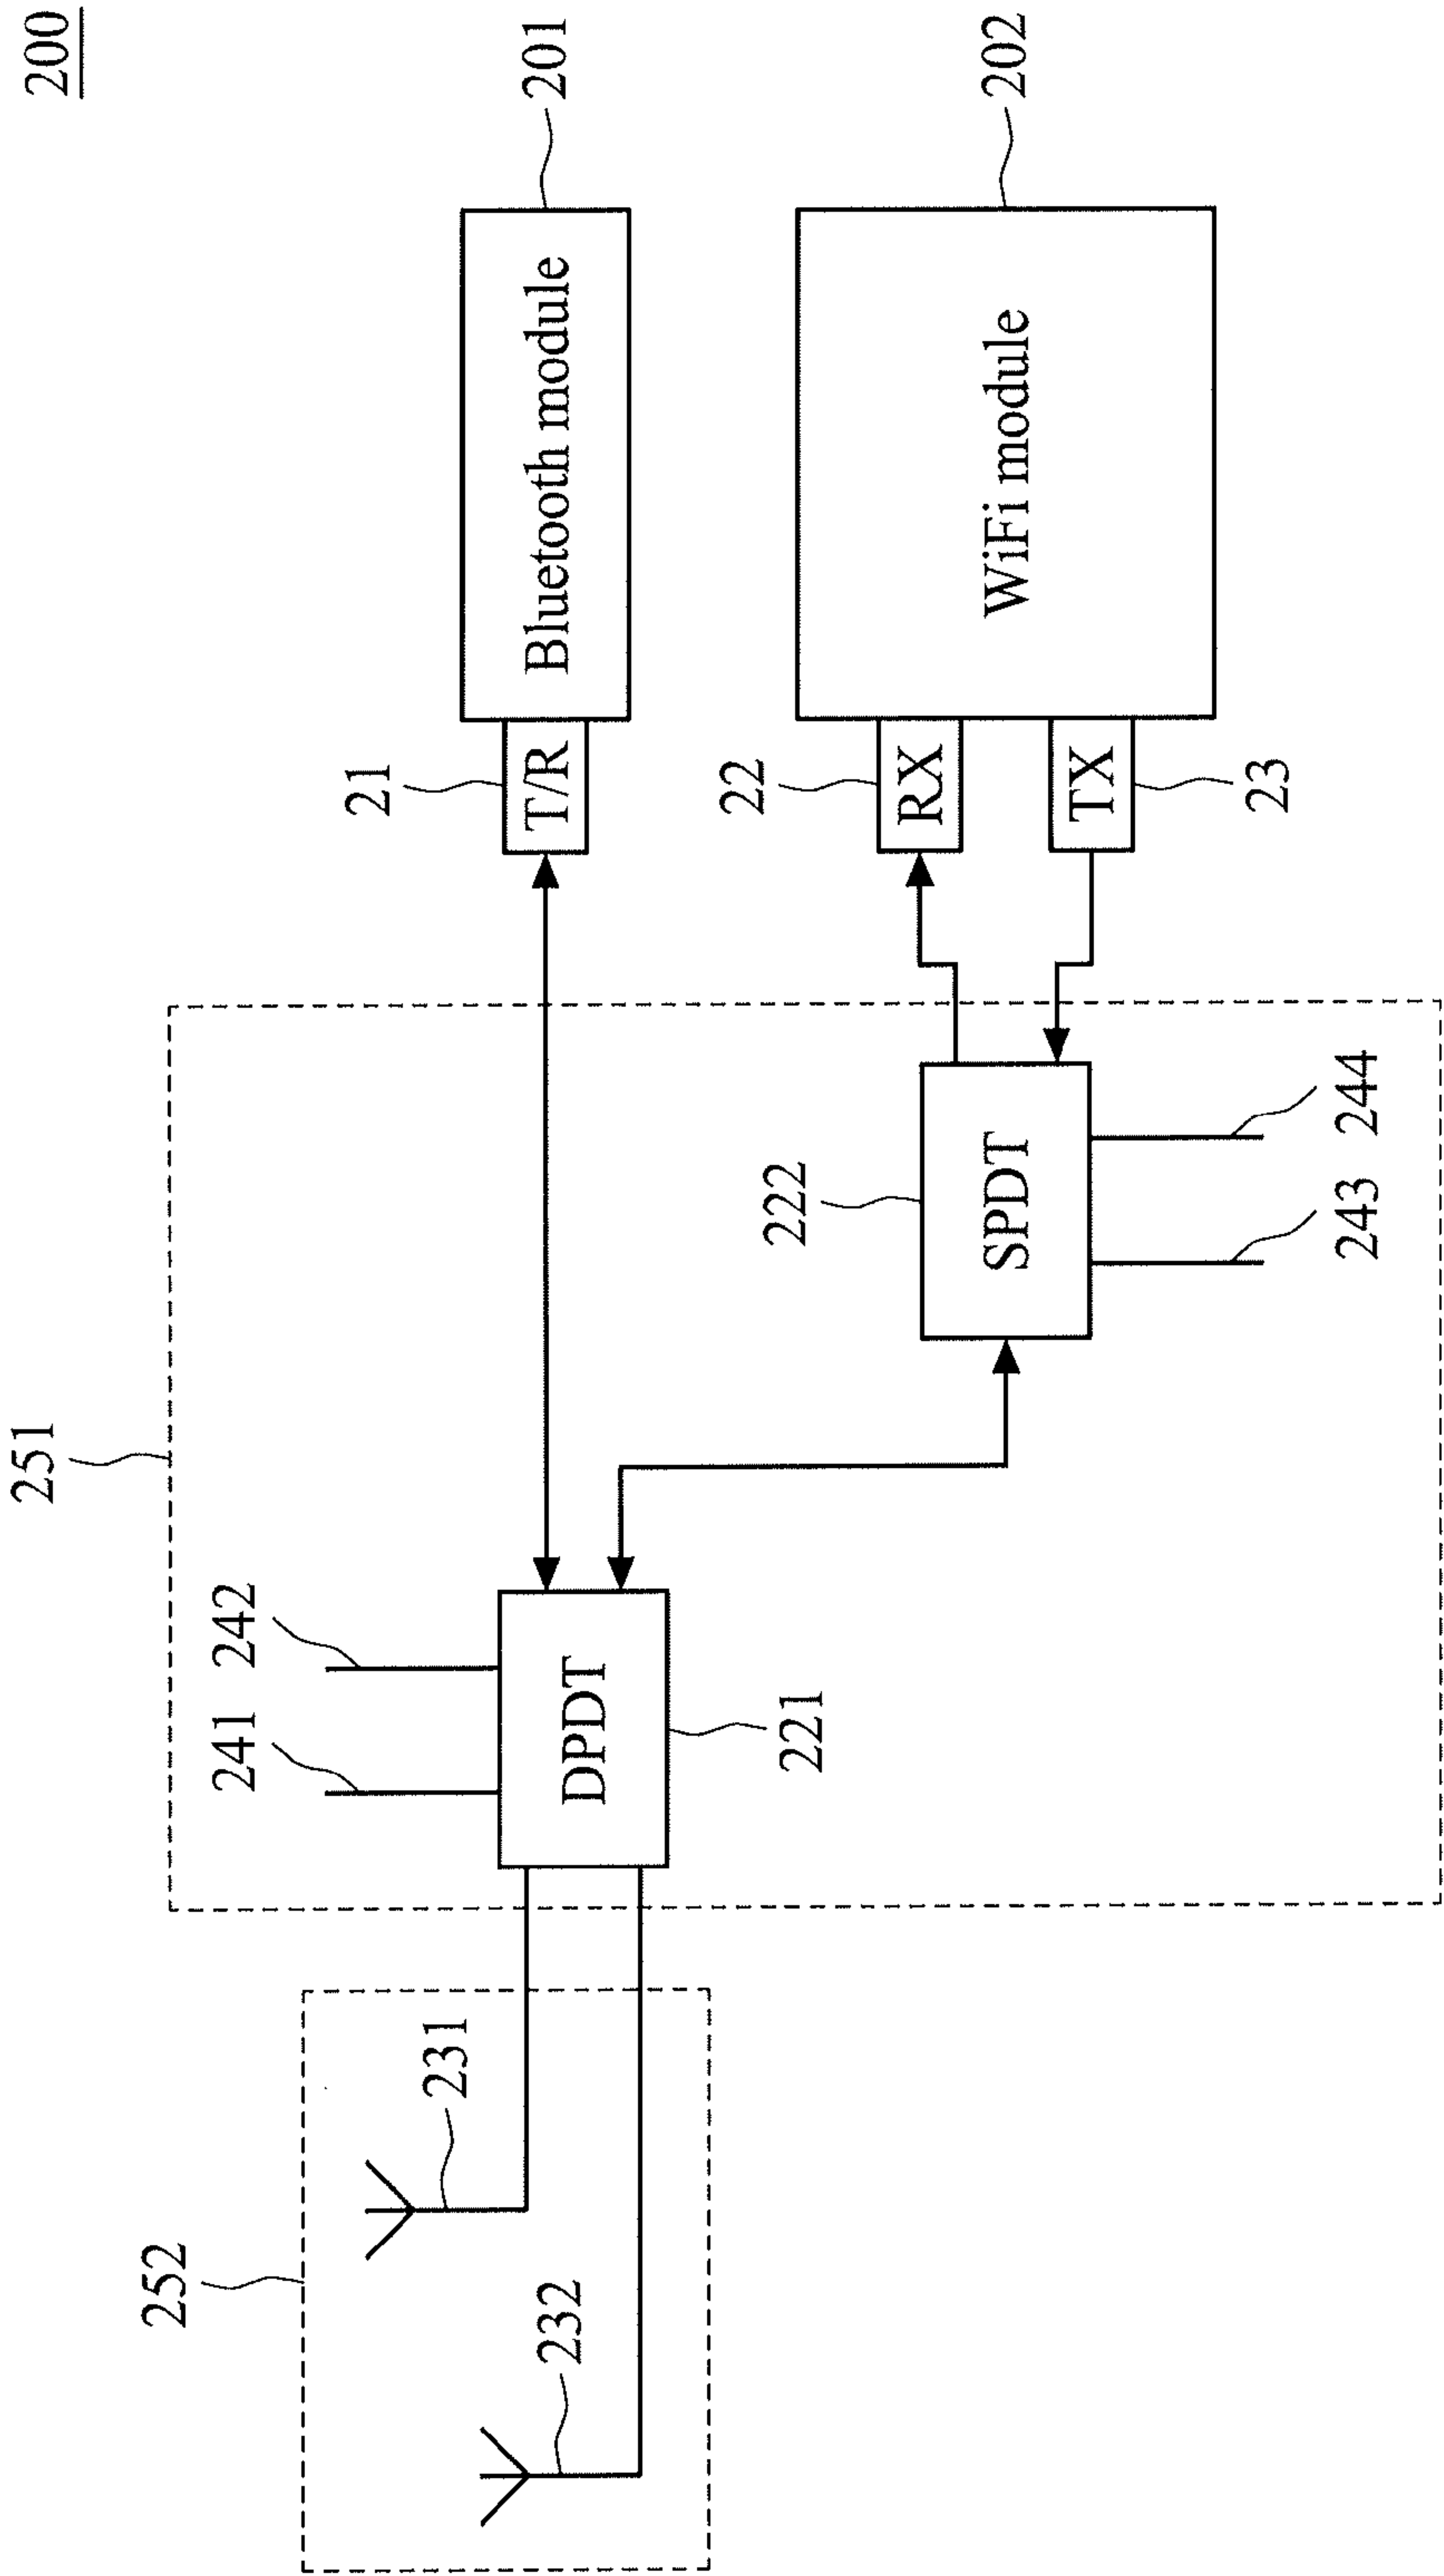 200
251
252
241
242
21
201
231
232
DPDT
221
T/R
Bluetooth module
222
SPDT
22
RX
TX
WiFi module
202
23
243
244